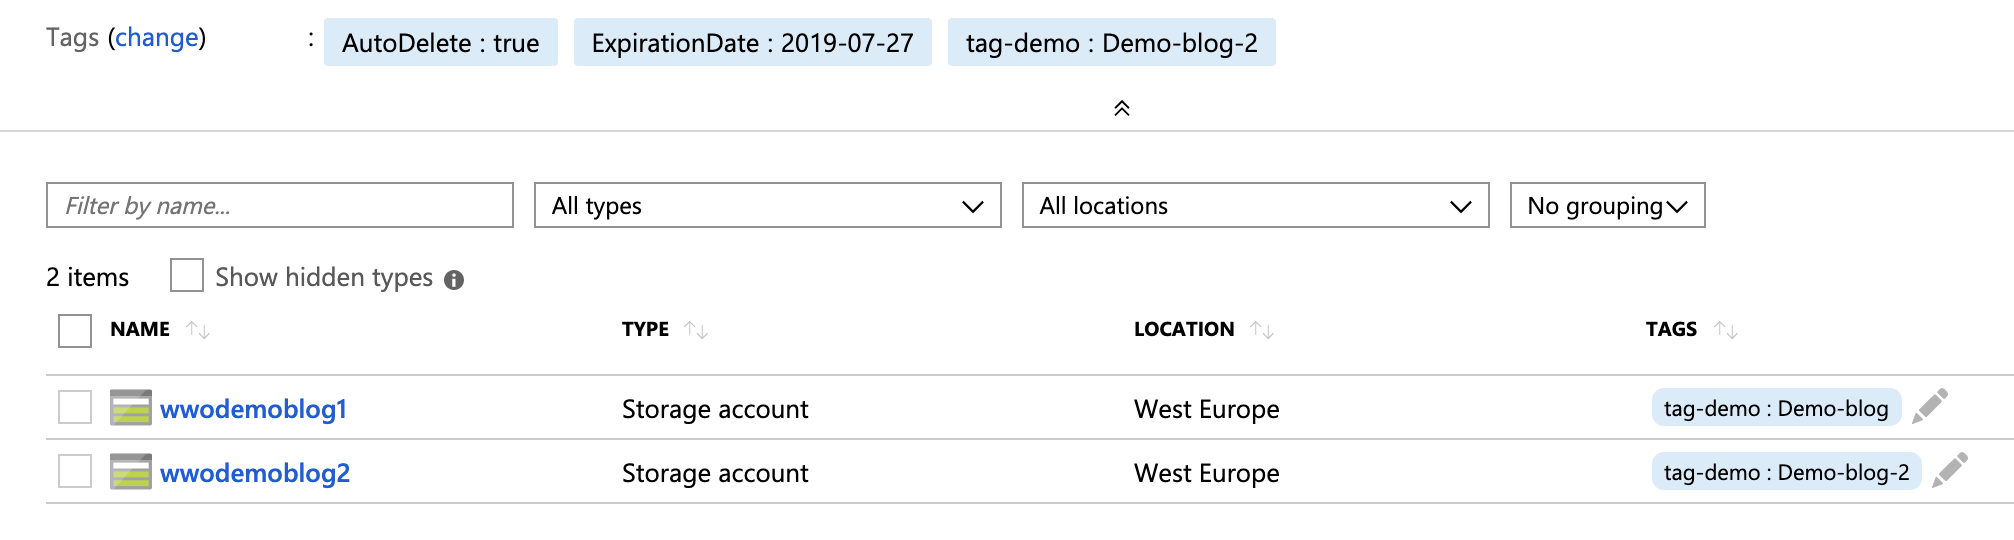 Tags (change) : AutoDelete : true ExpirationDate : 2019-07-27 tag-demo : Demo-blog-2
Filter by name... All types All locations No grouping
2 items Show hidden types
NAME TYPE LOCATION TAGS
wwodemoblog1 Storage account West Europe tag-demo : Demo-blog
wwodemoblog2 Storage account West Europe tag-demo : Demo-blog-2